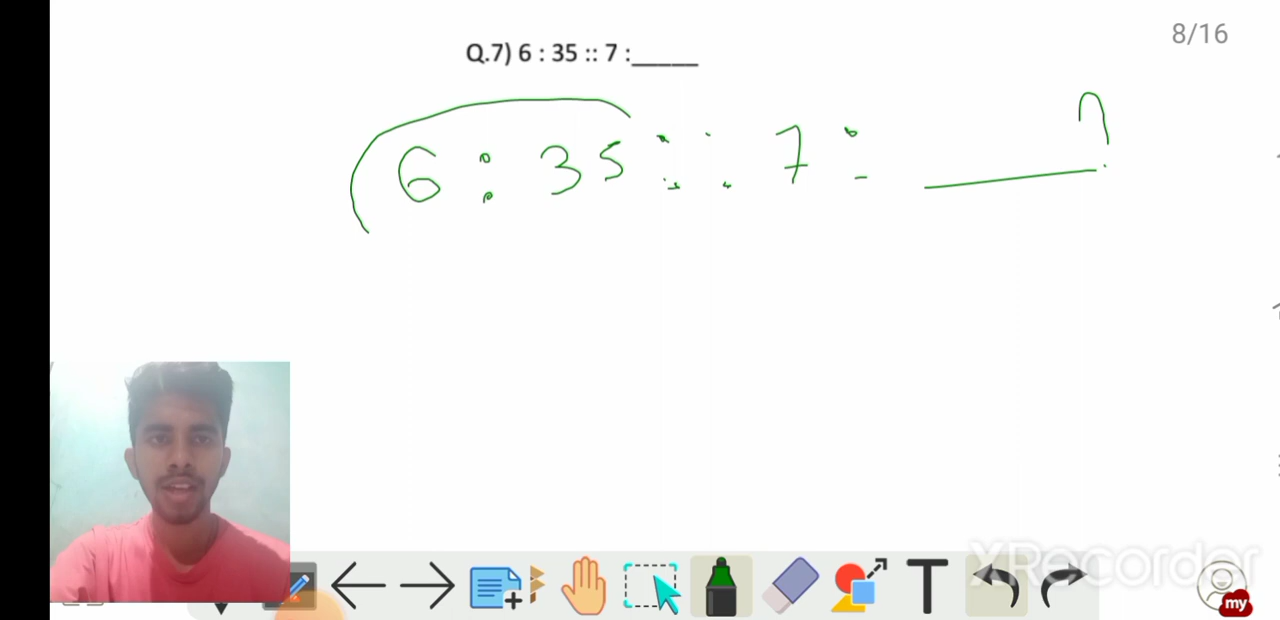 8/16
Q.7) 6 : 35 :: 7 :_____
6 : 35 :: 7 : _____?
T
XRecorder
my